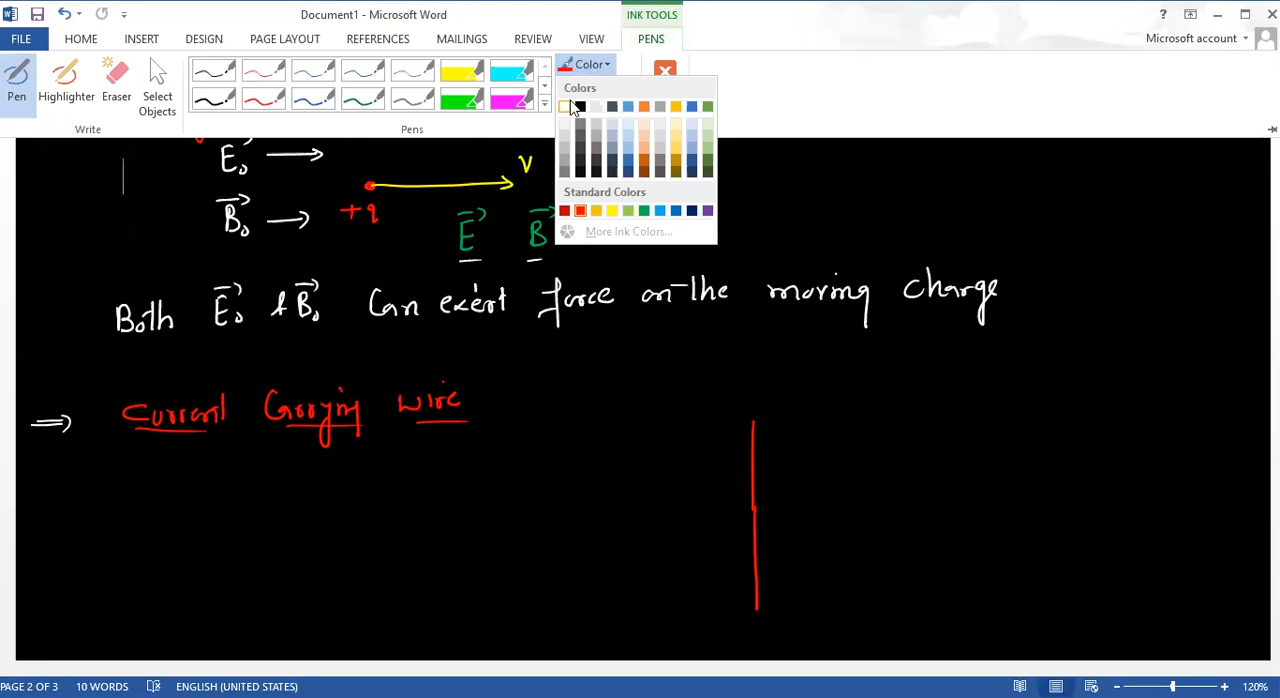 Document1 - Microsoft Word
INK TOOLS
FILE HOME INSERT DESIGN PAGE LAYOUT REFERENCES MAILINGS REVIEW VIEW PENS
Microsoft account
Pen
Highlighter
Eraser
Select Objects
Color
Write
Pens
Colors
Standard Colors
More Ink Colors...
E₀ →
V
B₀ →
+q
E B
Both E₀ & B₀ Can exert force on the moving charge
⇒ Current Carrying Wire
PAGE 2 OF 3 10 WORDS ENGLISH (UNITED STATES) 120%